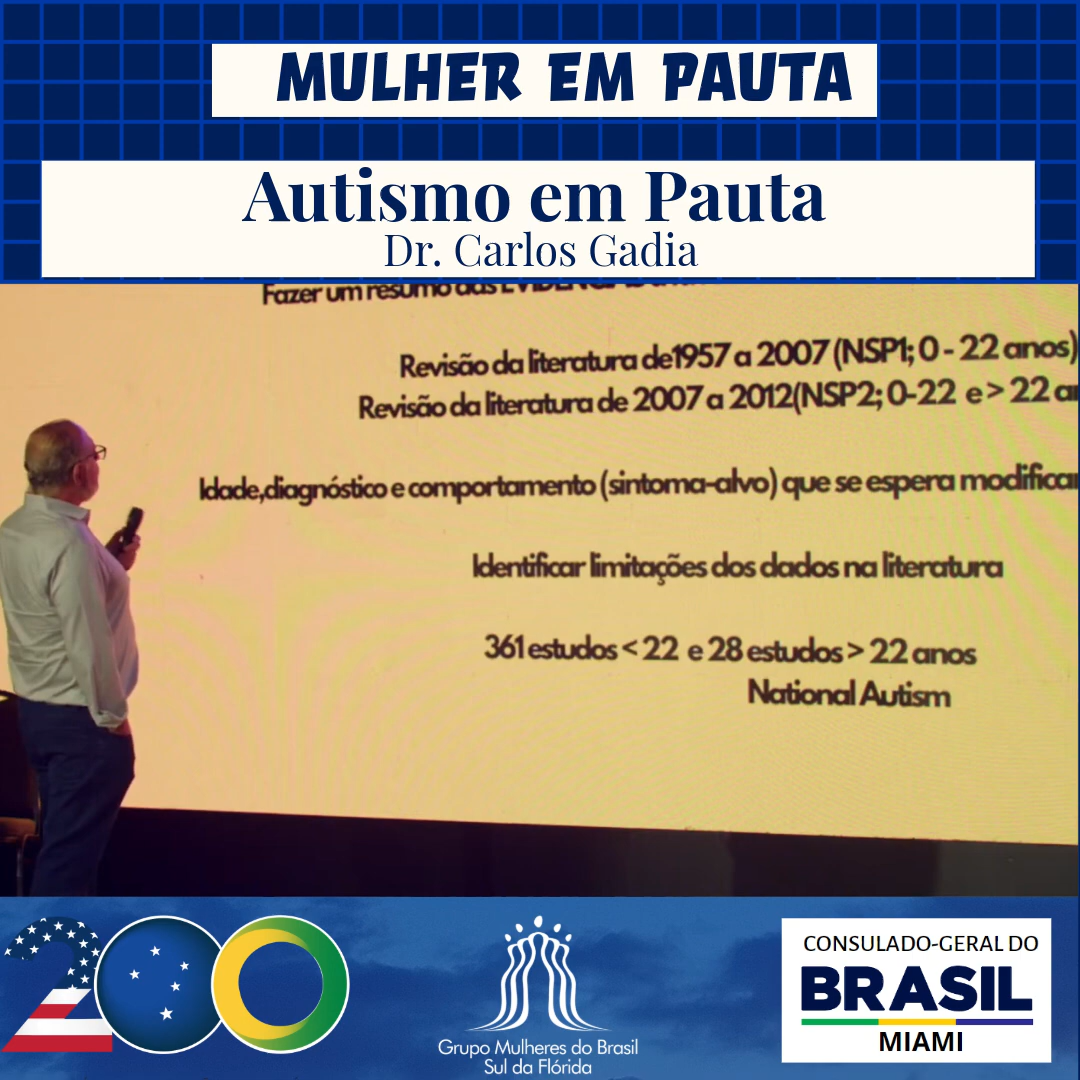 MULHER EM PAUTA
Autismo em Pauta
Dr. Carlos Gadia
Fazer um resumo das EVIDÊNCIAS
Revisão da literatura de1957 a 2007 (NSP1; 0 - 22 anos)
Revisão da literatura de 2007 a 2012(NSP2; 0-22 e > 22 a
Idade,diagnóstico e comportamento (sintoma-alvo) que se espera modificar
Identificar limitações dos dados na literatura
361 estudos < 22 e 28 estudos > 22 anos
National Autism
200
Grupo Mulheres do Brasil
Sul da Flórida
CONSULADO-GERAL DO
BRASIL
MIAMI